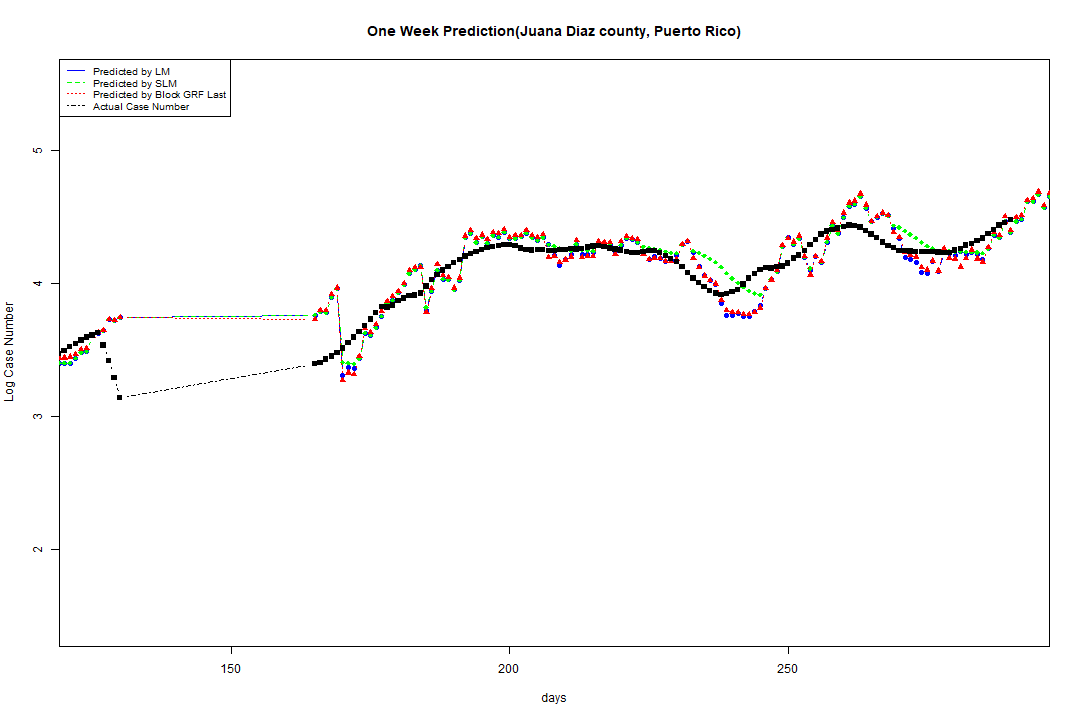 One Week Prediction(Juana Diaz county, Puerto Rico)
Predicted by LM
Predicted by SLM
Predicted by Block GRF Last
Actual Case Number
5
4
3
2
Log Case Number
150 200 250
days